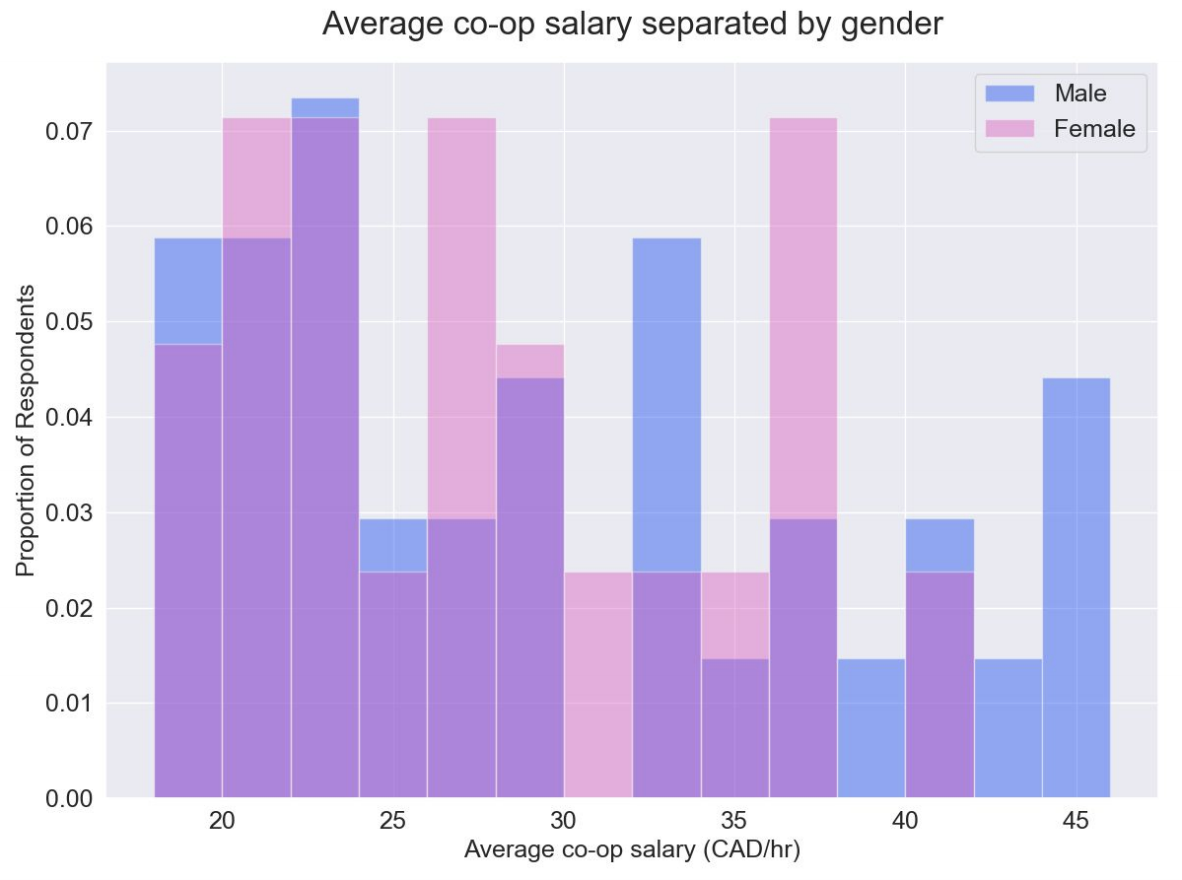 Average co-op salary separated by gender
Male
Female
0.07
0.06
0.05
0.04
0.03
0.02
0.01
0.00
Proportion of Respondents
20 25 30 35 40 45
Average co-op salary (CAD/hr)